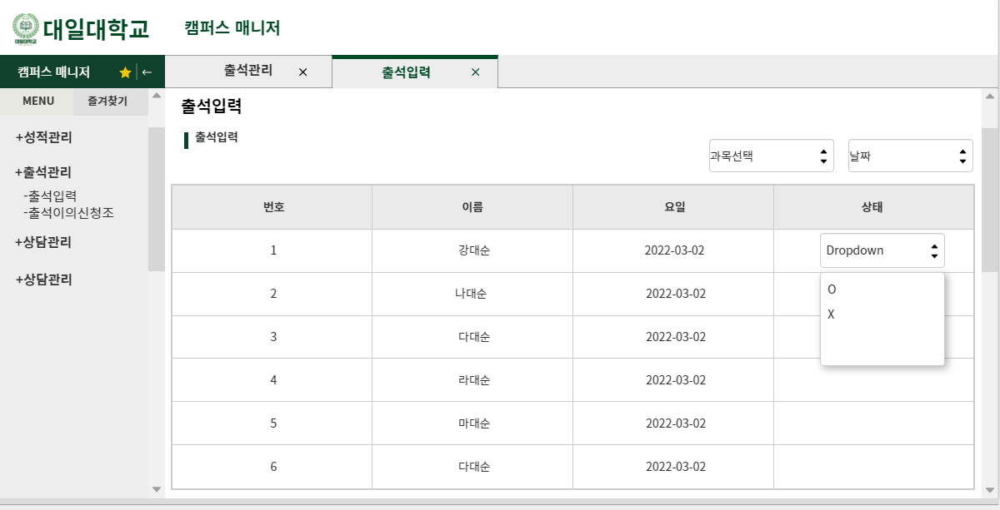 대일대학교 캠퍼스 매니저
캠퍼스 매니저 ★ ← 출석관리 × 출석입력 ×
MENU 즐겨찾기
출석입력
출석입력
+성적관리
+출석관리
-출석입력
-출석이의신청조
+상담관리
+상담관리
과목선택 날짜
번호 이름 요일 상태
1 강대순 2022-03-02 Dropdown
2 나대순 2022-03-02
O
X
3 다대순 2022-03-02
4 라대순 2022-03-02
5 마대순 2022-03-02
6 다대순 2022-03-02